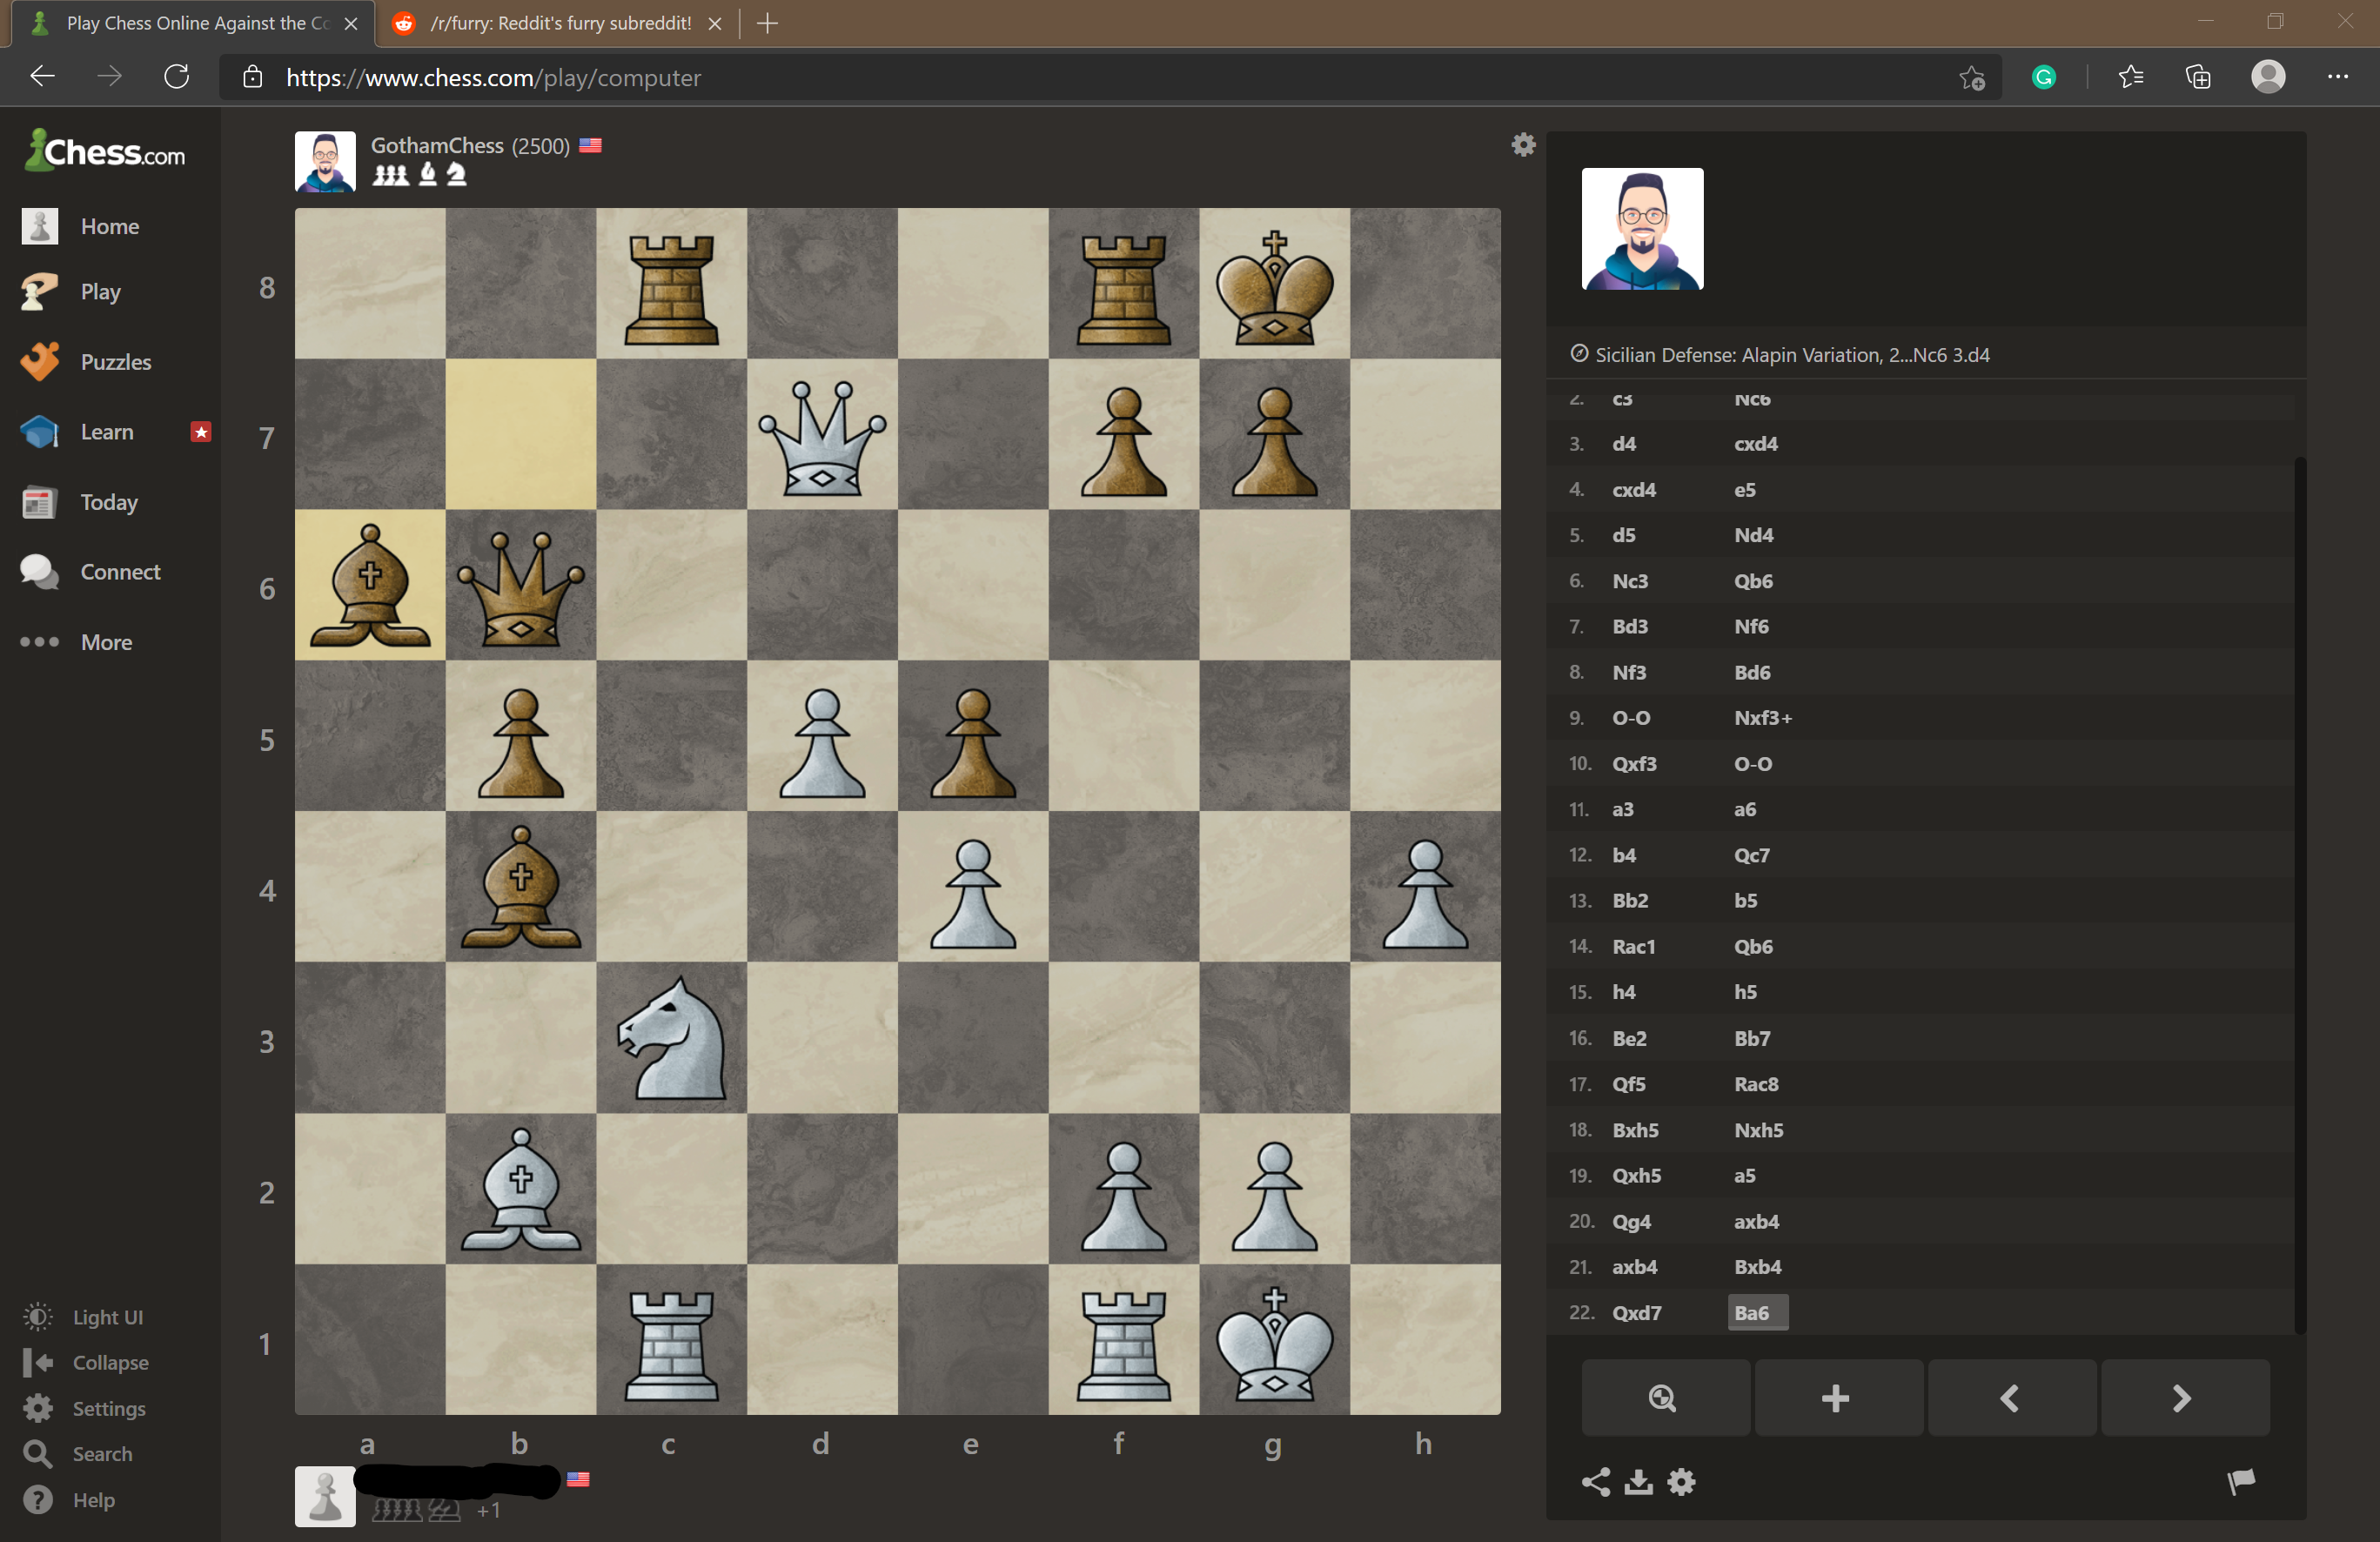 Play Chess Online Against the Co
/r/furry: Reddit's furry subreddit!
https://www.chess.com/play/computer
Chess.com
Home
Play
Puzzles
Learn
Today
Connect
More
Light UI
Collapse
Settings
Search
Help
GothamChess (2500)
8
7
6
5
4
3
2
1
a b c d e f g h
+1
Sicilian Defense: Alapin Variation, 2...Nc6 3.d4
2. c3 Nc6
3. d4 cxd4
4. cxd4 e5
5. d5 Nd4
6. Nc3 Qb6
7. Bd3 Nf6
8. Nf3 Bd6
9. O-O Nxf3+
10. Qxf3 O-O
11. a3 a6
12. b4 Qc7
13. Bb2 b5
14. Rac1 Qb6
15. h4 h5
16. Be2 Bb7
17. Qf5 Rac8
18. Bxh5 Nxh5
19. Qxh5 a5
20. Qg4 axb4
21. axb4 Bxb4
22. Qxd7 Ba6